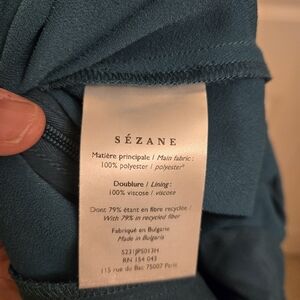 SÉZANE
Matière principale / Main fabric :
100% polyester / polyester*
Doublure / Lining :
100% viscose / viscose
Dont 79% étant en fibre recyclée /
With 79% in recycled fiber
Fabriqué en Bulgarie
Made in Bulgaria
RN 154 043
115 rue du Bac 75007 Paris